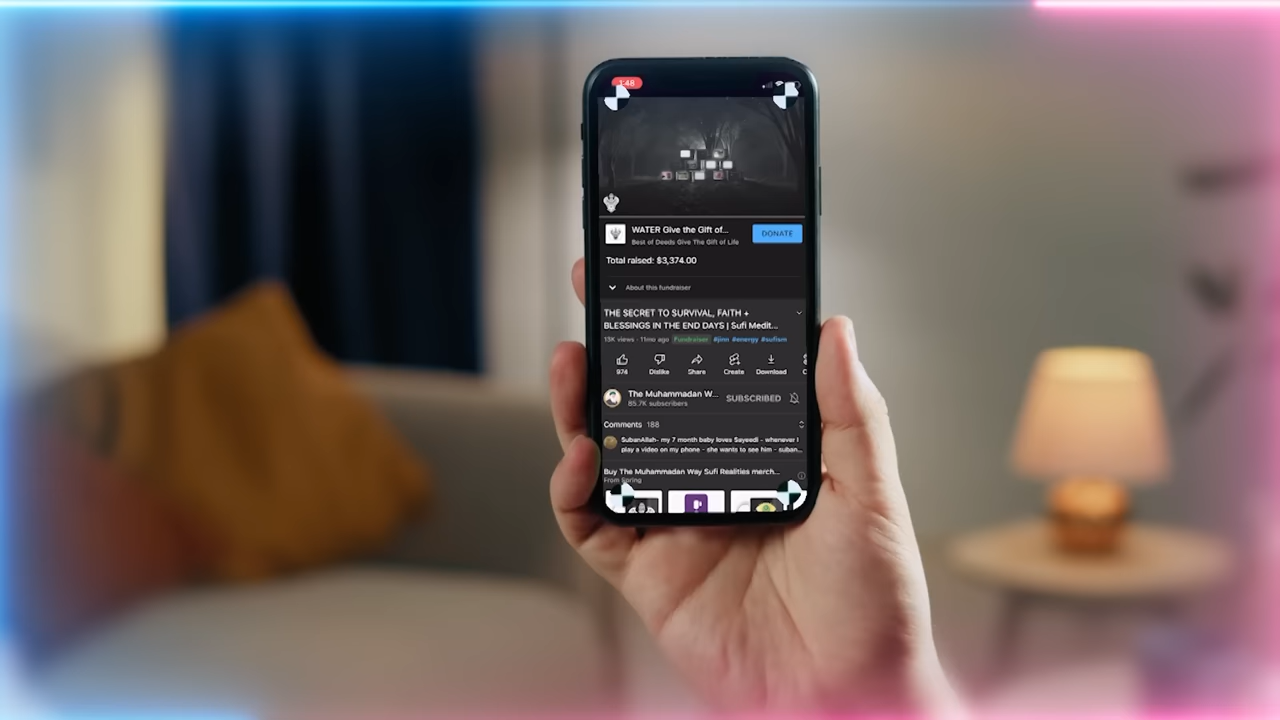 1:48
WATER Give the Gift of...
Best of Deeds Give The Gift of Life
DONATE
Total raised: $3,374.00
About this fundraiser
THE $ECRET TO $URVIVAL, FAITH +
BLESSINGS IN THE END DAYS | Sufi Medit...
13K views · 11mo ago Fundraiser #jinn #energy #sufism
974
Dislike
Share
Create
Download
The Muhammadan W...
85.7K subscribers
SUBSCRIBED
Comments 188
SubanAllah- my 7 month baby loves Sayeedi - whenever I
play a video on my phone - she wants to see him - suban...
Buy The Muhammadan Way Sufi Realities merch...
From Spring